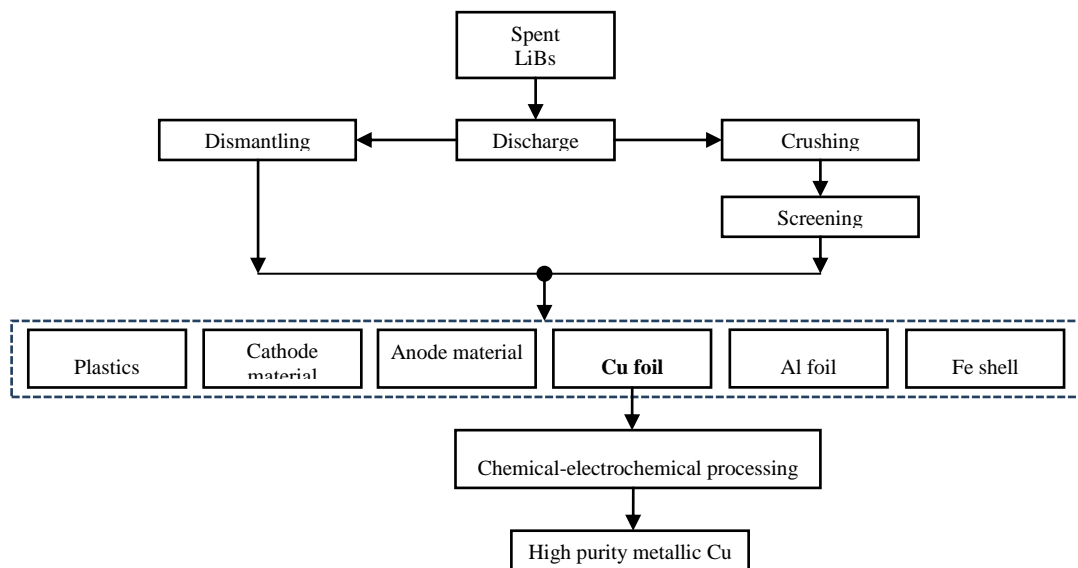 Spent
LiBs
Dismantling
Discharge
Crushing
Screening
Plastics
Cathode
material
Anode material
Cu foil
Al foil
Fe shell
Chemical-electrochemical processing
High purity metallic Cu